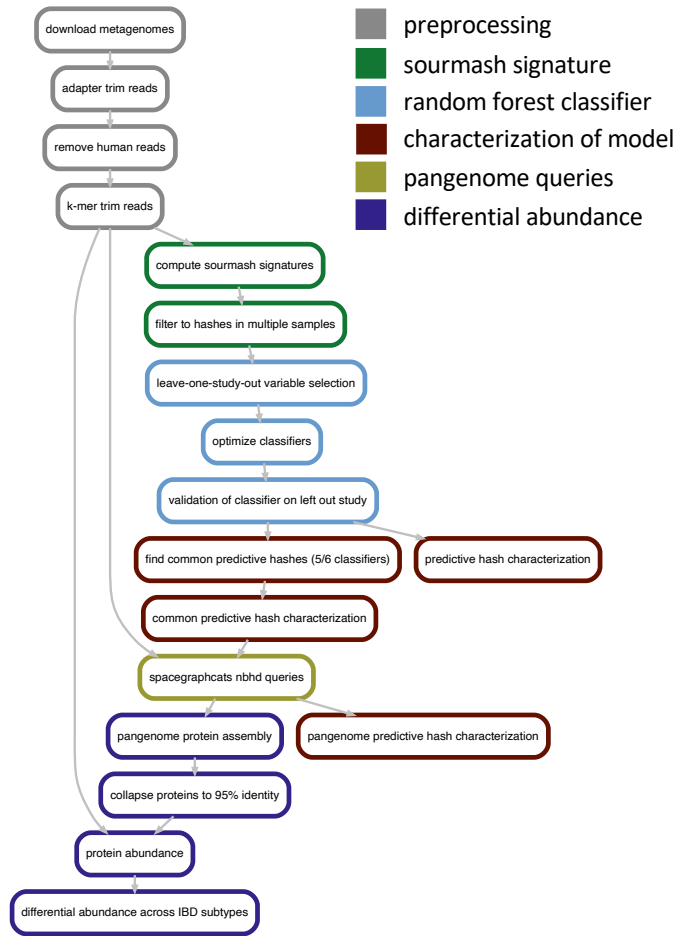 download metagenomes
preprocessing
sourmash signature
adapter trim reads
random forest classifier
remove human reads
characterization of model
pangenome queries
k-mer trim reads
differential abundance
compute sourmash signatures
filter to hashes in multiple samples
leave-one-study-out variable selection
optimize classifiers
validation of classifier on left out study
find common predictive hashes (5/6 classifiers)
predictive hash characterization
common predictive hash characterization
spacegraphcats nbhd queries
pangenome protein assembly
pangenome predictive hash characterization
collapse proteins to 95% identity
protein abundance
differential abundance across IBD subtypes